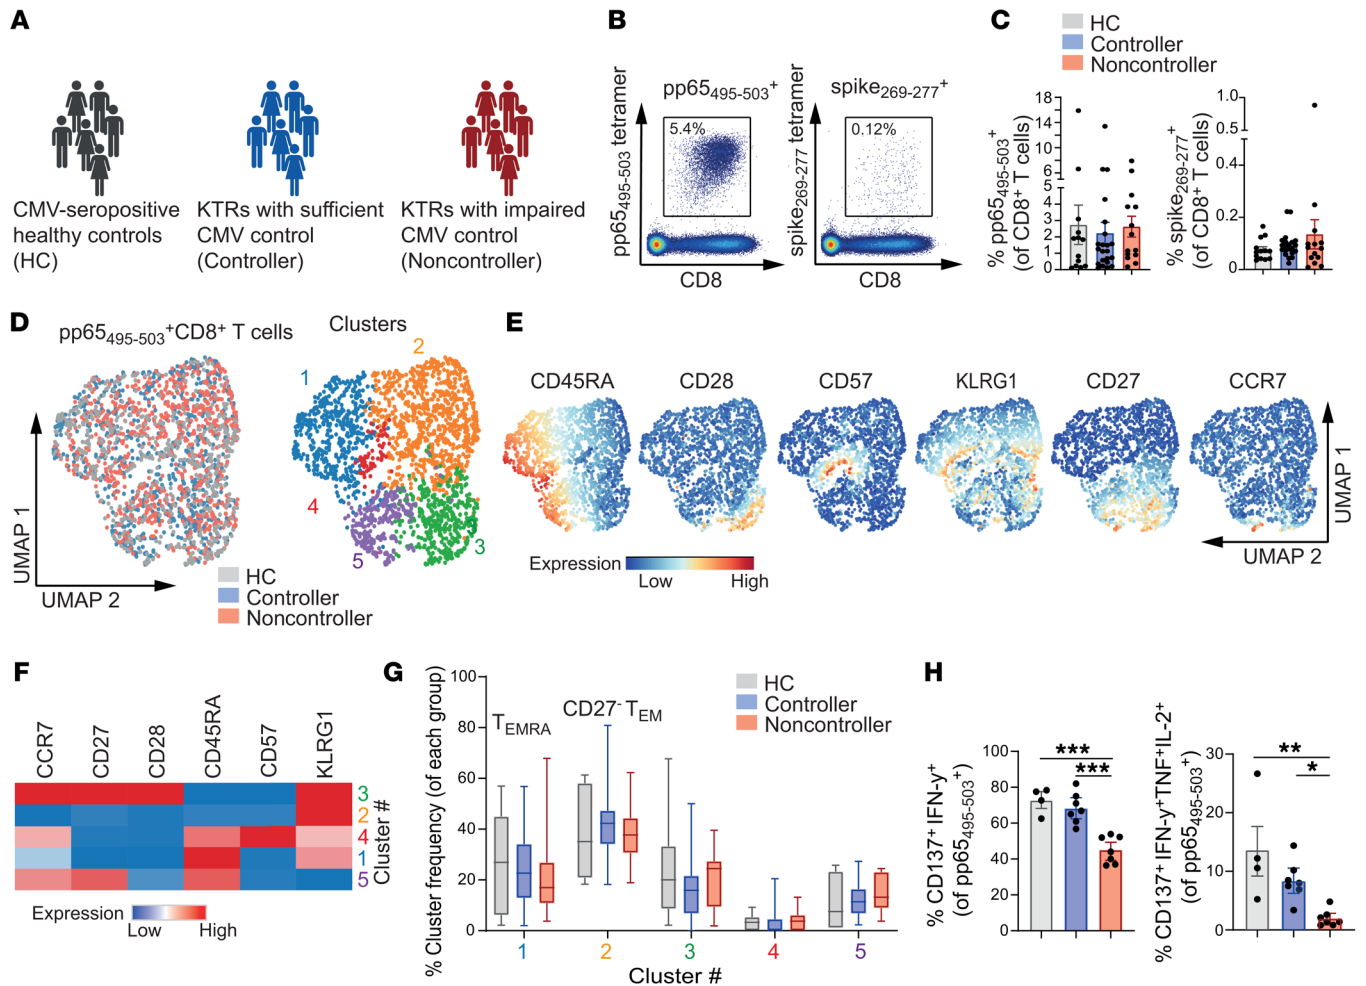 A
CMV-seropositive
healthy controls
(HC)
KTRs with sufficient
CMV control
(Controller)
KTRs with impaired
CMV control
(Noncontroller)
B
pp65495-503+
spike269-277+
pp65495-503 tetramer
5.4%
CD8
spike269-277 tetramer
0.12%
CD8
C
HC
Controller
Noncontroller
% pp65495-503+
(of CD8+ T cells)
18
16
14
12
10
8
6
5
4
3
2
1
0
% spike269-277+
(of CD8+ T cells)
1.0
0.5
0.4
0.2
0
D
pp65495-503+CD8+ T cells
Clusters
1
2
3
4
5
UMAP 1
UMAP 2
HC
Controller
Noncontroller
E
CD45RA
CD28
CD57
KLRG1
CD27
CCR7
Expression
Low
High
UMAP 1
UMAP 2
F
CCR7
CD27
CD28
CD45RA
CD57
KLRG1
3
2
4
1
5
Cluster #
Expression
Low
High
G
% Cluster frequency (of each group)
100
80
60
40
20
0
TEMRA
CD27- TEM
HC
Controller
Noncontroller
1
2
3
4
5
Cluster #
H
% CD137+ IFN-γ+
(of pp65495-503+)
100
80
60
40
20
0
***
***
% CD137+ IFN-γ+TNF+IL-2+
(of pp65495-503+)
30
20
10
0
**
*